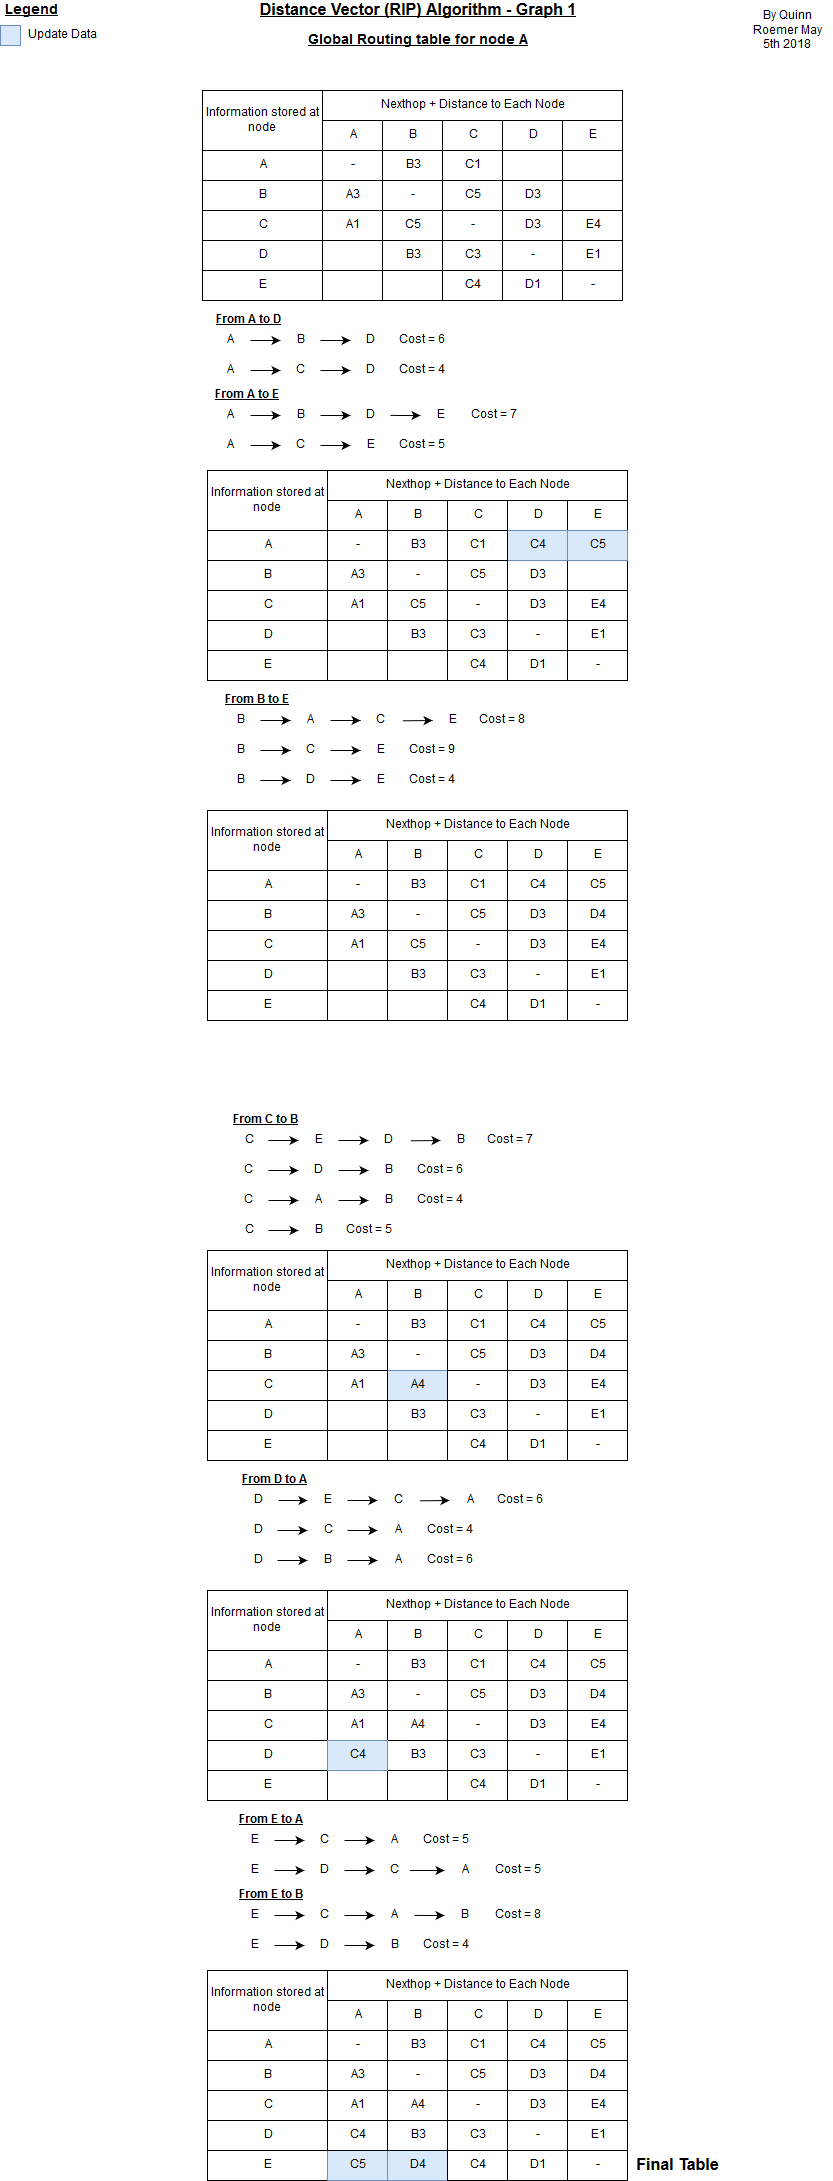 Legend
Update Data
Distance Vector (RIP) Algorithm - Graph 1
Global Routing table for node A
By Quinn
Roemer May
5th 2018
Information stored at
node
Nexthop + Distance to Each Node
A B C D E
A - B3 C1
B A3 - C5 D3
C A1 C5 - D3 E4
D B3 C3 - E1
E C4 D1 -
From A to D
A B D Cost = 6
A C D Cost = 4
From A to E
A B D E Cost = 7
A C E Cost = 5
Information stored at
node
Nexthop + Distance to Each Node
A B C D E
A - B3 C1 C4 C5
B A3 - C5 D3
C A1 C5 - D3 E4
D B3 C3 - E1
E C4 D1 -
From B to E
B A C E Cost = 8
B C E Cost = 9
B D E Cost = 4
Information stored at
node
Nexthop + Distance to Each Node
A B C D E
A - B3 C1 C4 C5
B A3 - C5 D3 D4
C A1 C5 - D3 E4
D B3 C3 - E1
E C4 D1 -
From C to B
C E D B Cost = 7
C D B Cost = 6
C A B Cost = 4
C B Cost = 5
Information stored at
node
Nexthop + Distance to Each Node
A B C D E
A - B3 C1 C4 C5
B A3 - C5 D3 D4
C A1 A4 - D3 E4
D B3 C3 - E1
E C4 D1 -
From D to A
D E C A Cost = 6
D C A Cost = 4
D B A Cost = 6
Information stored at
node
Nexthop + Distance to Each Node
A B C D E
A - B3 C1 C4 C5
B A3 - C5 D3 D4
C A1 A4 - D3 E4
D C4 B3 C3 - E1
E C4 D1 -
From E to A
E C A Cost = 5
E D C A Cost = 5
From E to B
E C A B Cost = 8
E D B Cost = 4
Information stored at
node
Nexthop + Distance to Each Node
A B C D E
A - B3 C1 C4 C5
B A3 - C5 D3 D4
C A1 A4 - D3 E4
D C4 B3 C3 - E1
E C5 D4 C4 D1 -
Final Table